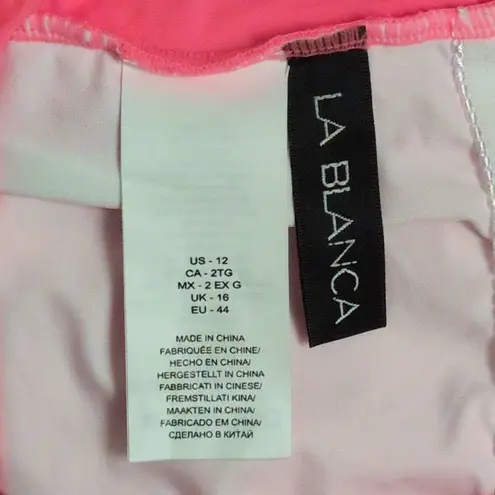 US - 12
CA - 2TG
MX - 2 EX G
UK - 16
EU - 44
MADE IN CHINA
FABRIQUÉE EN CHINE/
HECHO EN CHINA/
HERGESTELLT IN CHINA/
FABBRICATI IN CINESE/
FREMSTILLATI KINA/
MAAKTEN IN CHINA/
FABRICADO EM CHINA/
СДЕЛАНО В КИТАЙ
LA BLANCA